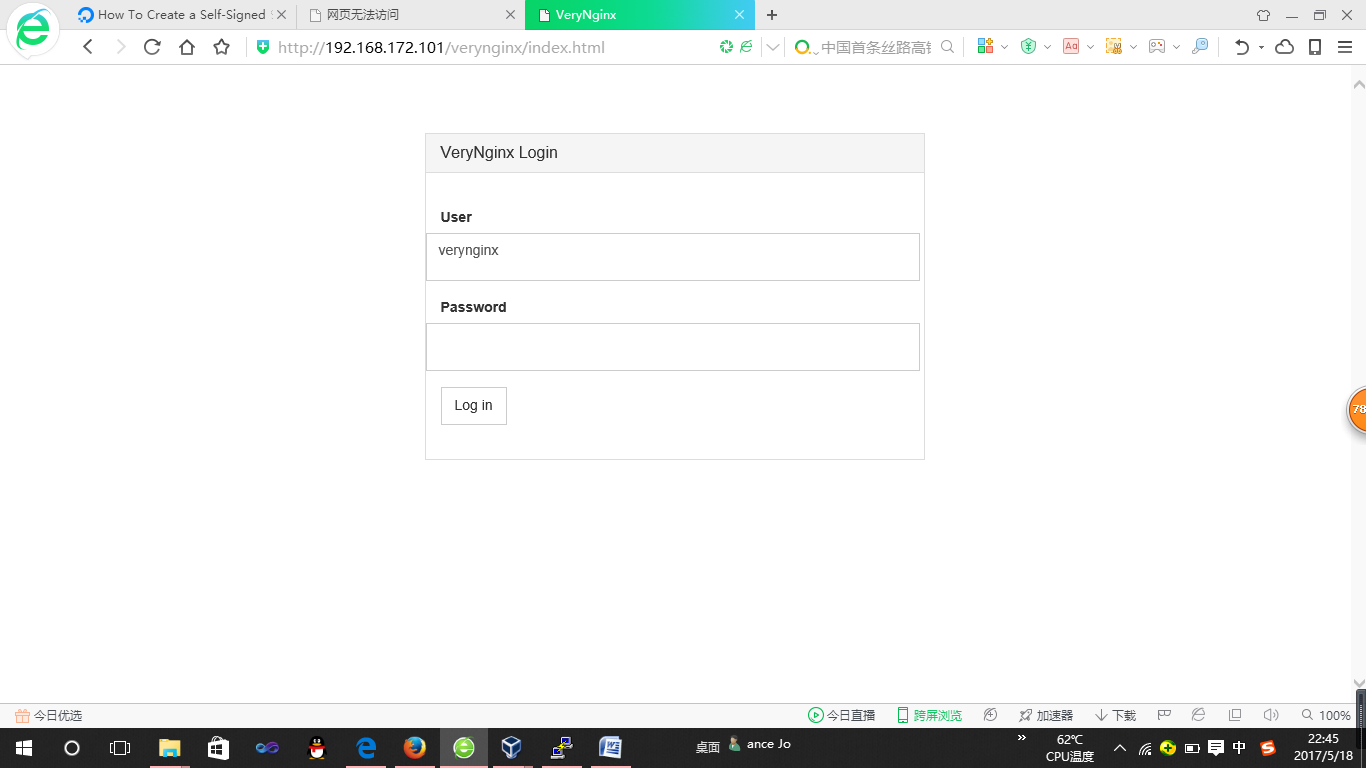 How To Create a Self-Signed
网页无法访问
VeryNginx
http://192.168.172.101/verynginx/index.html
中国首条丝路高铁
VeryNginx Login
User
verynginx
Password
Log in
78
今日优选
今日直播
跨屏浏览
加速器
下载
100%
桌面
ance Jo
62℃
CPU温度
中
22:45
2017/5/18